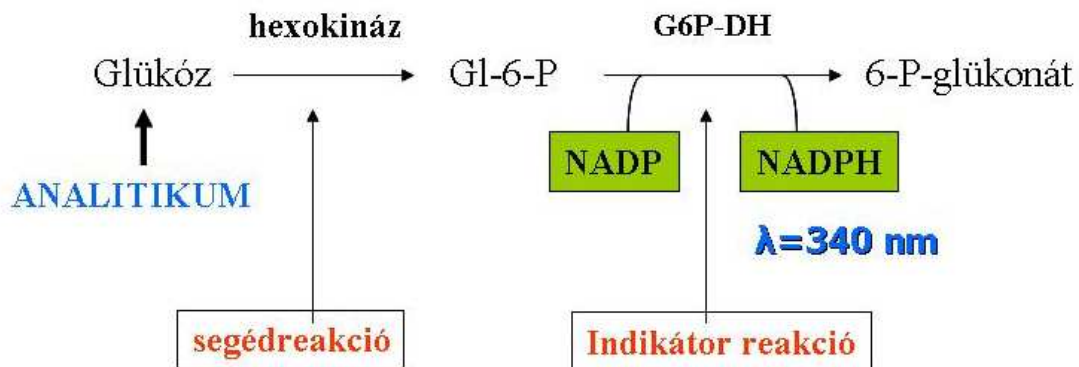 hexokináz G6P-DH
Glükóz Gl-6-P 6-P-glükonát
NADP NADPH
ANALITIKUM
λ=340 nm
segédreakció Indikátor reakció